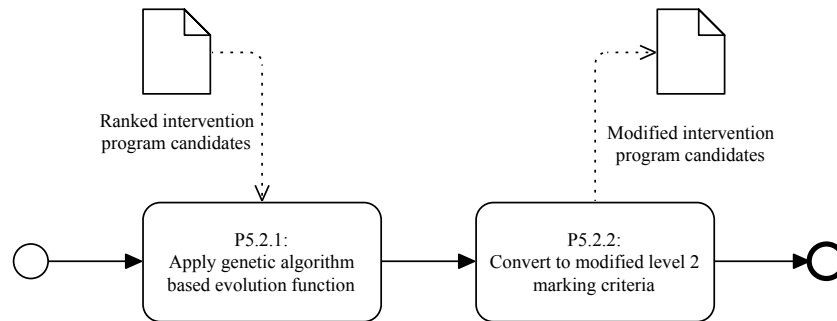 Ranked intervention
program candidates
Modified intervention
program candidates
P5.2.1:
Apply genetic algorithm
based evolution function
P5.2.2:
Convert to modified level 2
marking criteria